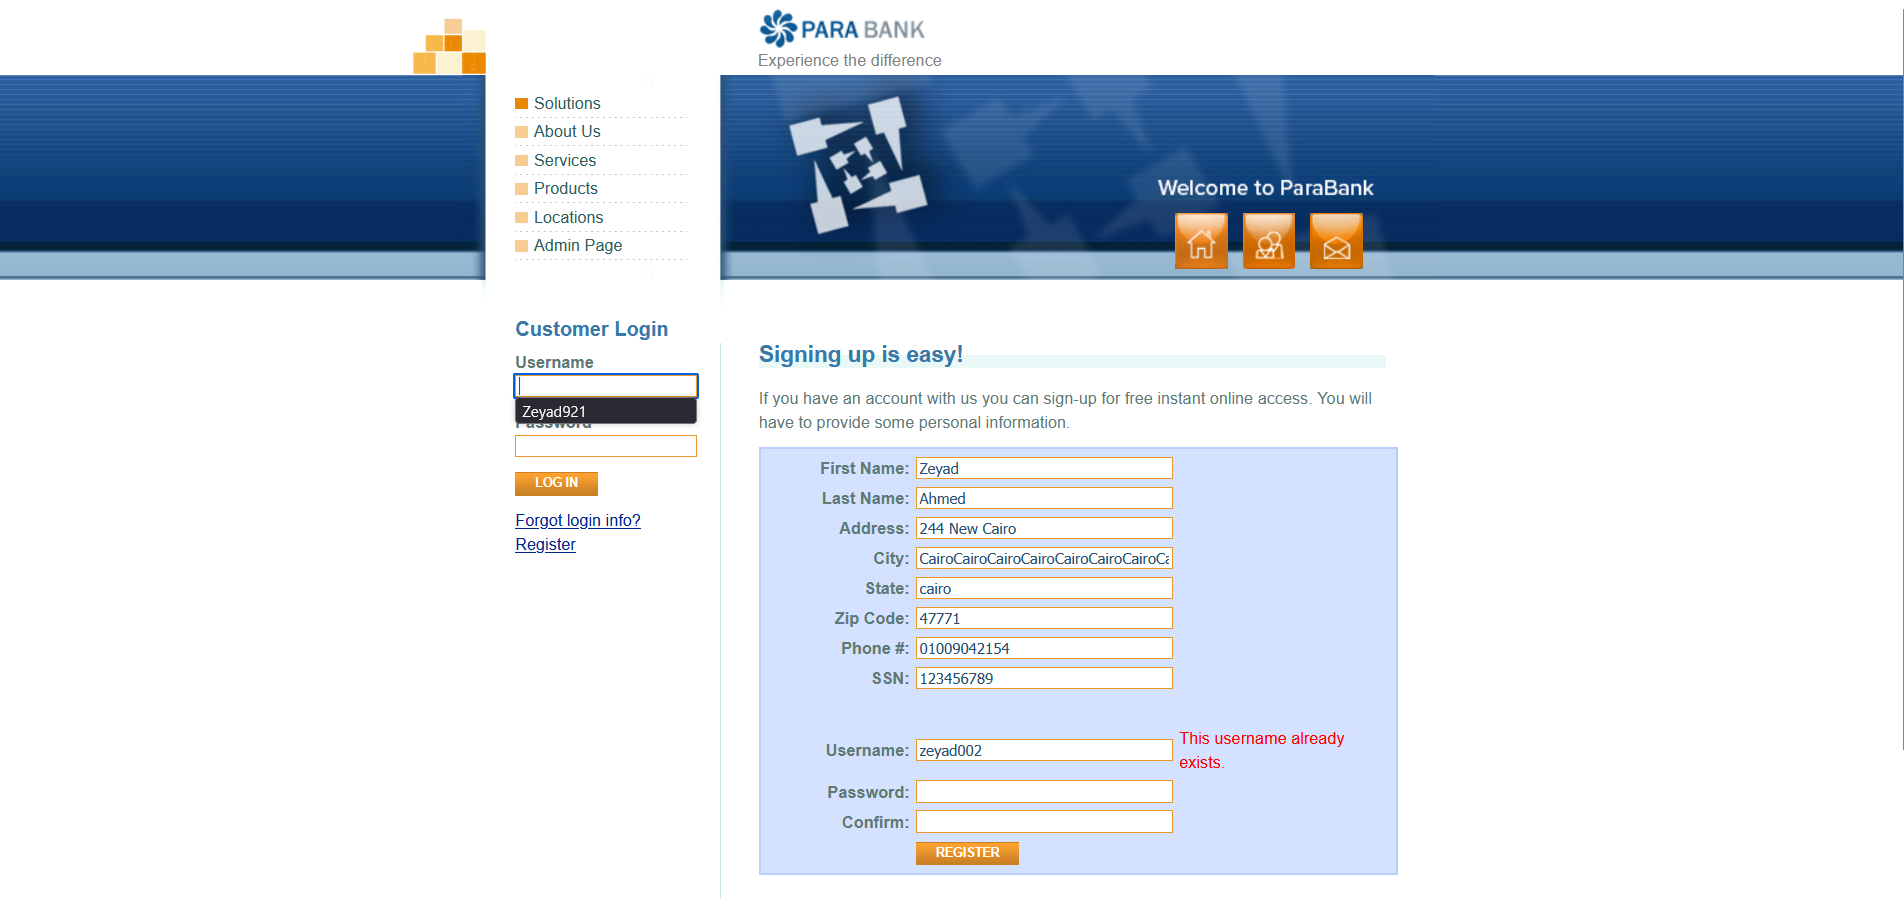 PARA BANK
Experience the difference
Solutions
About Us
Services
Products
Locations
Admin Page
Welcome to ParaBank
Customer Login
Username
Zeyad921
Password
LOG IN
Forgot login info?
Register
Signing up is easy!
If you have an account with us you can sign-up for free instant online access. You will
have to provide some personal information.
First Name: Zeyad
Last Name: Ahmed
Address: 244 New Cairo
City: CairoCairoCairoCairoCairoCairoCairoCa
State: cairo
Zip Code: 47771
Phone #: 01009042154
SSN: 123456789
Username: zeyad002 This username already
exists.
Password:
Confirm:
REGISTER